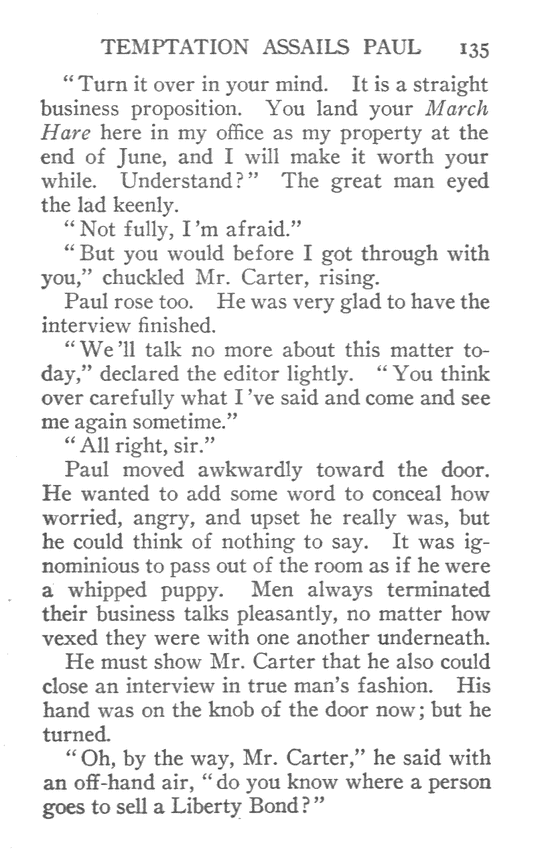 TEMPTATION ASSAILS PAUL 135
“Turn it over in your mind. It is a straight
business proposition. You land your March
Hare here in my office as my property at the
end of June, and I will make it worth your
while. Understand?” The great man eyed
the lad keenly.
“Not fully, I’m afraid.”
“But you would before I got through with
you,” chuckled Mr. Carter, rising.
Paul rose too. He was very glad to have the
interview finished.
“We’ll talk no more about this matter to-
day,” declared the editor lightly. “You think
over carefully what I’ve said and come and see
me again sometime.”
“All right, sir.”
Paul moved awkwardly toward the door.
He wanted to add some word to conceal how
worried, angry, and upset he really was, but
he could think of nothing to say. It was ig-
nominious to pass out of the room as if he were
a whipped puppy. Men always terminated
their business talks pleasantly, no matter how
vexed they were with one another underneath.
He must show Mr. Carter that he also could
close an interview in true man’s fashion. His
hand was on the knob of the door now; but he
turned.
“Oh, by the way, Mr. Carter,” he said with
an off-hand air, “do you know where a person
goes to sell a Liberty Bond?”